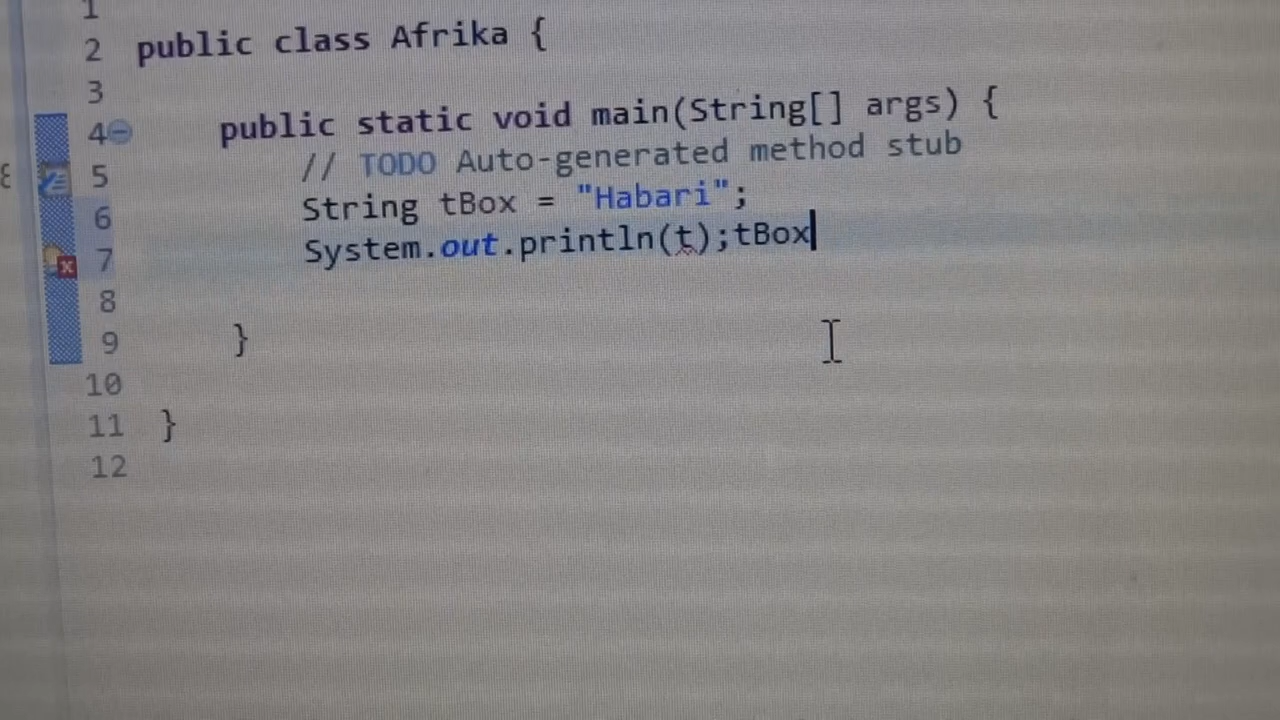 1
2 public class Afrika {
3
4 public static void main(String[] args) {
5 // TODO Auto-generated method stub
6 String tBox = "Habari";
7 System.out.println(t);tBox
8
9 }
10
11 }
12